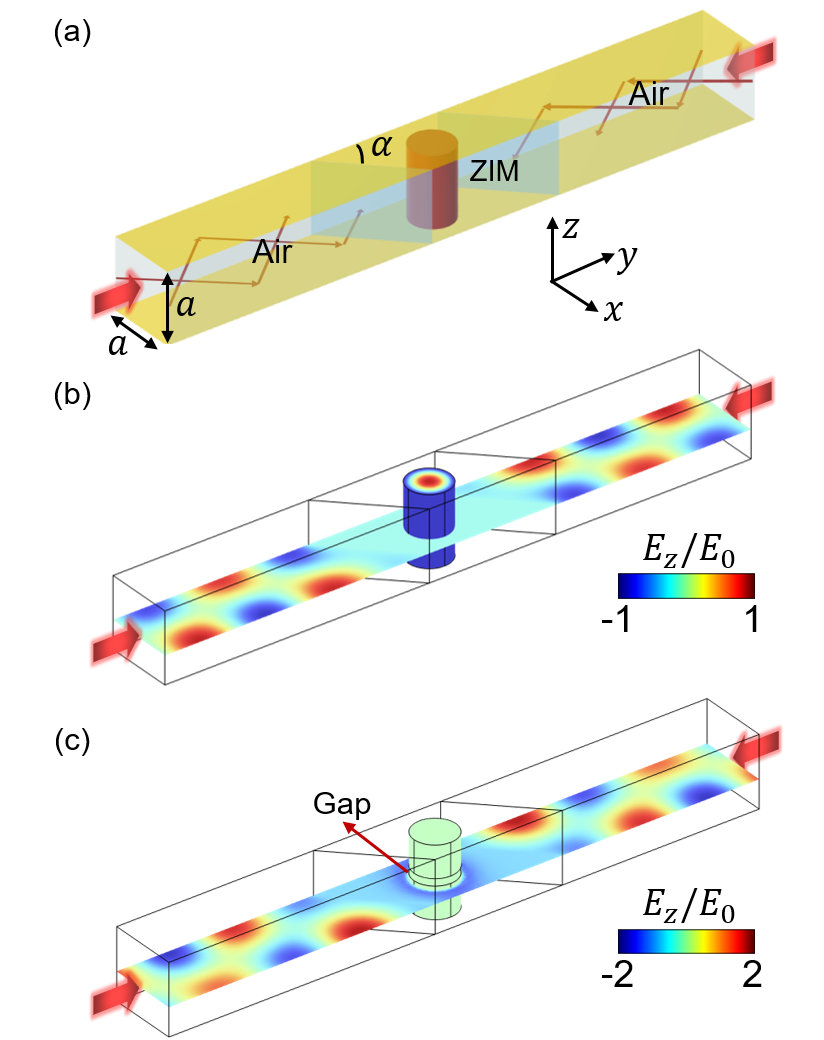 (a)
α
Air
ZIM
Air
z
y
x
a
a
(b)
E_z/E_0
-1 1
(c)
Gap
E_z/E_0
-2 2